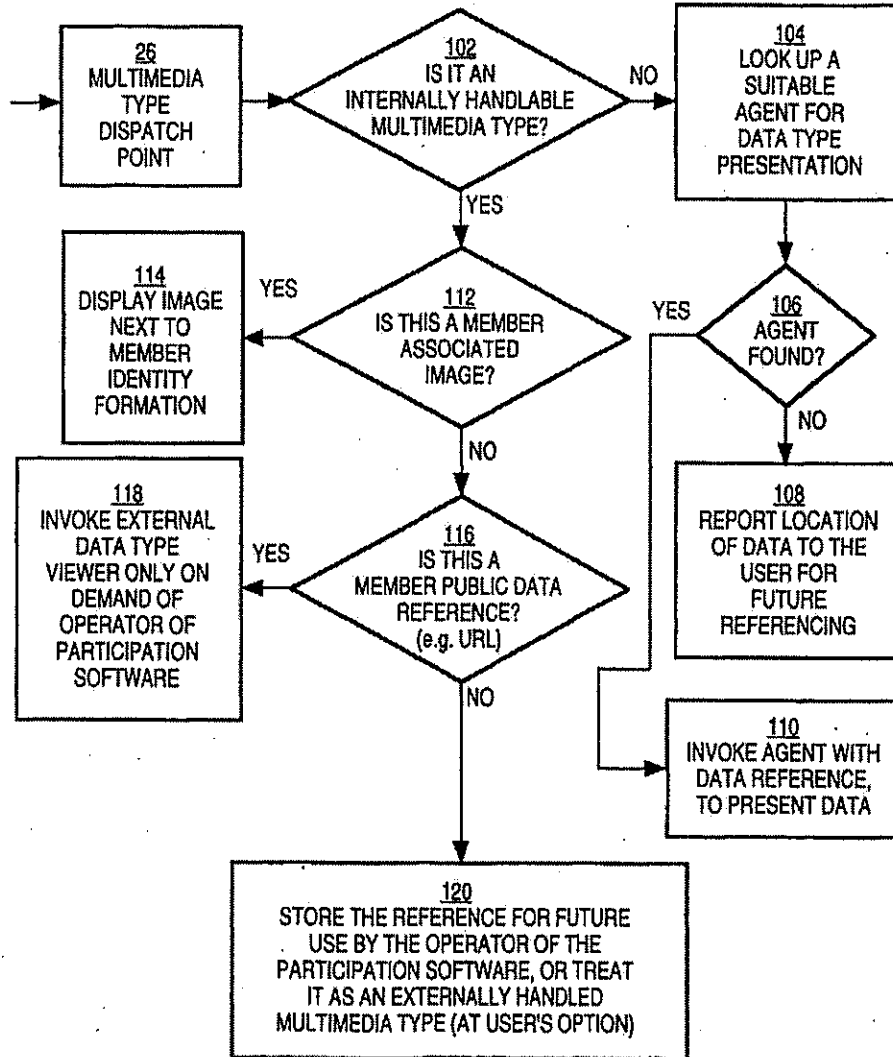 26
MULTIMEDIA
TYPE
DISPATCH
POINT
102
IS IT AN
INTERNALLY HANDLABLE
MULTIMEDIA TYPE?
NO
104
LOOK UP A
SUITABLE
AGENT FOR
DATA TYPE
PRESENTATION
YES
114
DISPLAY IMAGE
NEXT TO
MEMBER
IDENTITY
FORMATION
YES
112
IS THIS A MEMBER
ASSOCIATED
IMAGE?
YES
106
AGENT
FOUND?
NO
NO
118
INVOKE EXTERNAL
DATA TYPE
VIEWER ONLY ON
DEMAND OF
OPERATOR OF
PARTICIPATION
SOFTWARE
YES
116
IS THIS A
MEMBER PUBLIC DATA
REFERENCE?
(e.g. URL)
NO
108
REPORT LOCATION
OF DATA TO THE
USER FOR
FUTURE
REFERENCING
110
INVOKE AGENT WITH
DATA REFERENCE,
TO PRESENT DATA
120
STORE THE REFERENCE FOR FUTURE
USE BY THE OPERATOR OF THE
PARTICIPATION SOFTWARE, OR TREAT
IT AS AN EXTERNALLY HANDLED
MULTIMEDIA TYPE (AT USER'S OPTION)